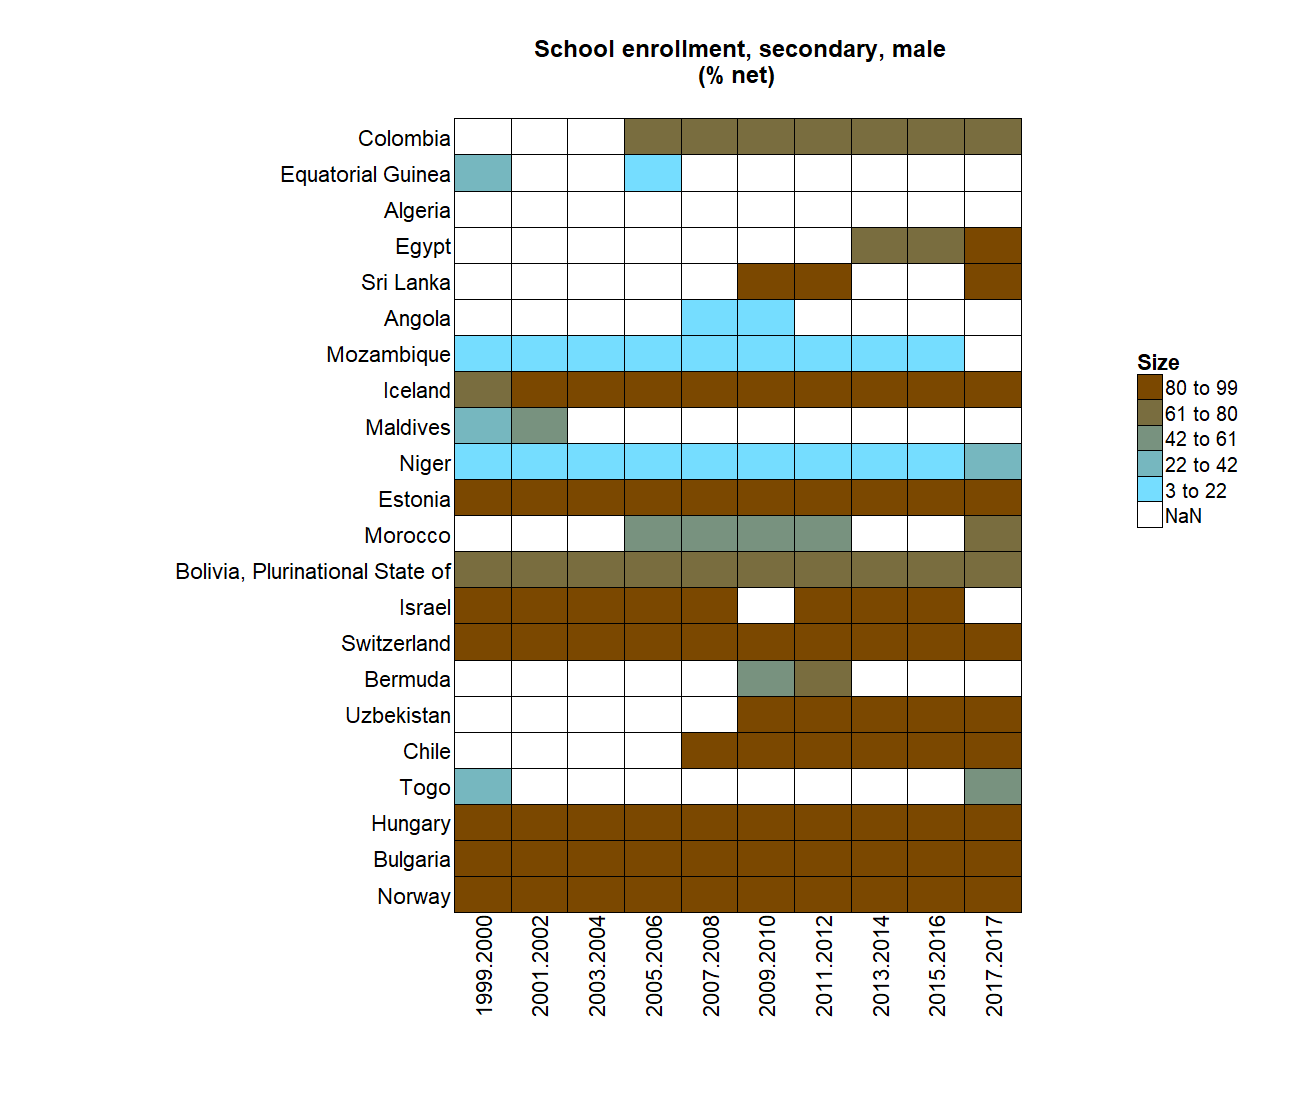 School enrollment, secondary, male
(% net)
Colombia
Equatorial Guinea
Algeria
Egypt
Sri Lanka
Angola
Mozambique
Iceland
Maldives
Niger
Estonia
Morocco
Bolivia, Plurinational State of
Israel
Switzerland
Bermuda
Uzbekistan
Chile
Togo
Hungary
Bulgaria
Norway
1999.2000
2001.2002
2003.2004
2005.2006
2007.2008
2009.2010
2011.2012
2013.2014
2015.2016
2017.2017
Size
80 to 99
61 to 80
42 to 61
22 to 42
3 to 22
NaN